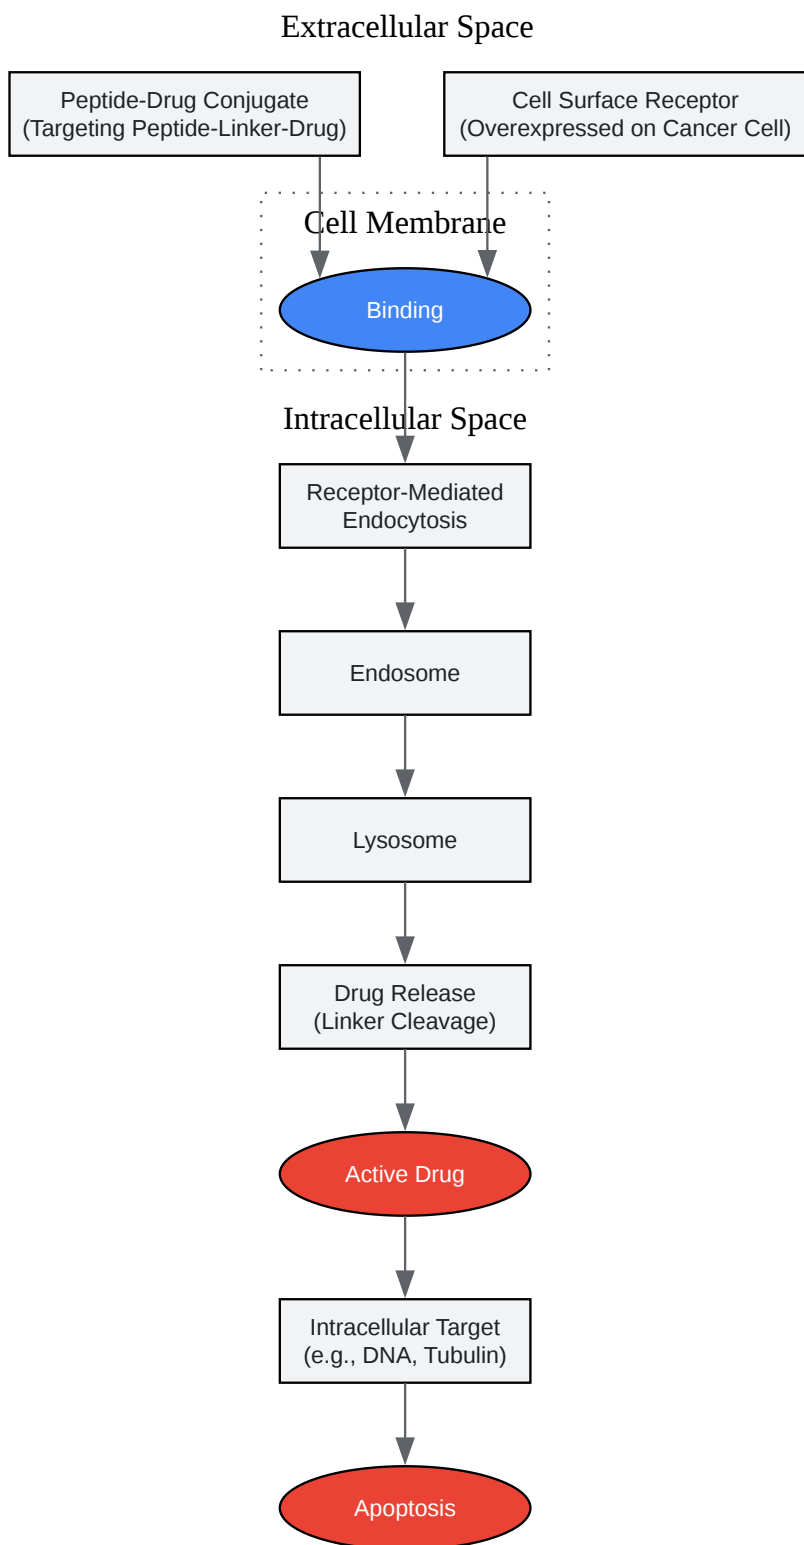 Extracellular Space
Peptide-Drug Conjugate
(Targeting Peptide-Linker-Drug)
Cell Surface Receptor
(Overexpressed on Cancer Cell)
Cell Membrane
Binding
Intracellular Space
Receptor-Mediated
Endocytosis
Endosome
Lysosome
Drug Release
(Linker Cleavage)
Active Drug
Intracellular Target
(e.g., DNA, Tubulin)
Apoptosis